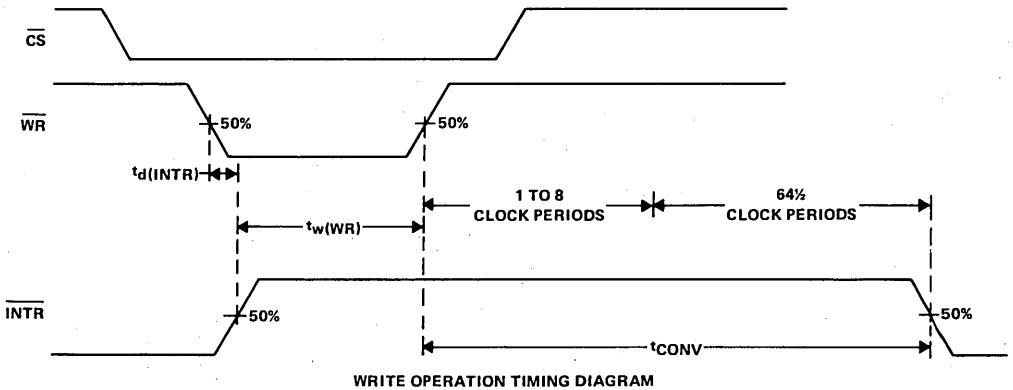 CS
WR
50%
50%
td(INTR)
1 TO 8
CLOCK PERIODS
64½
CLOCK PERIODS
tw(WR)
INTR
50%
50%
tCONV
WRITE OPERATION TIMING DIAGRAM